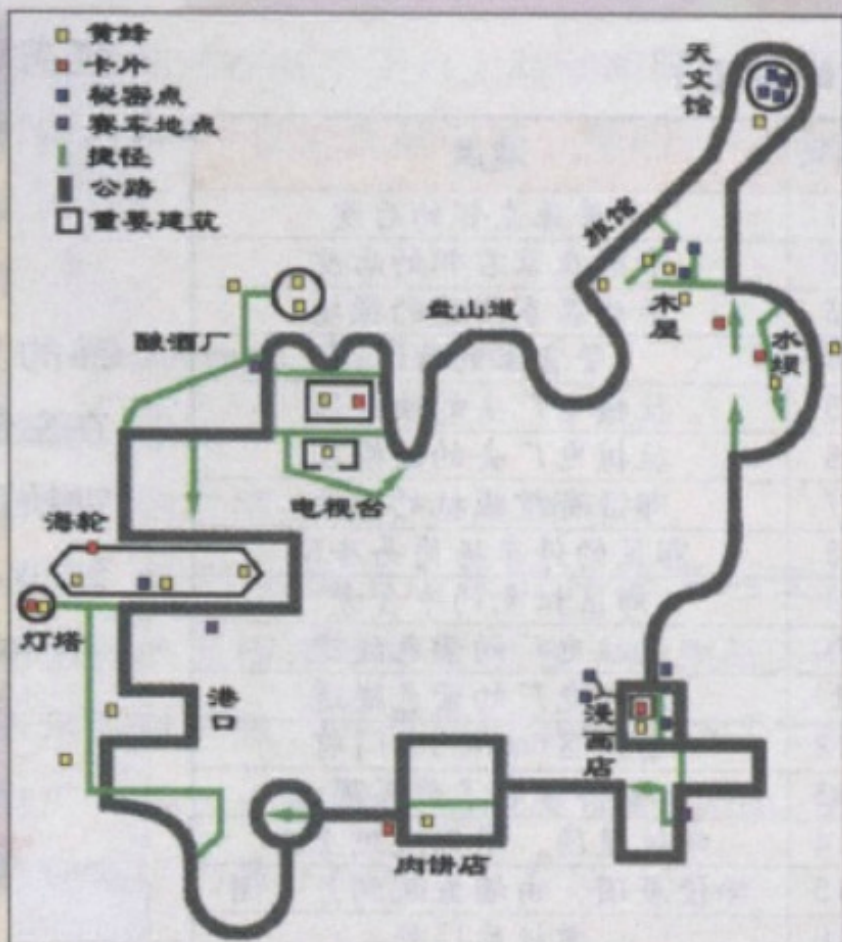 黄蜂
卡片
秘密点
赛车地点
捷径
公路
重要建筑
天文馆
旅馆
木屋
水坝
盘山道
酿酒厂
电视台
海轮
灯塔
港口
漫画店
肉饼店